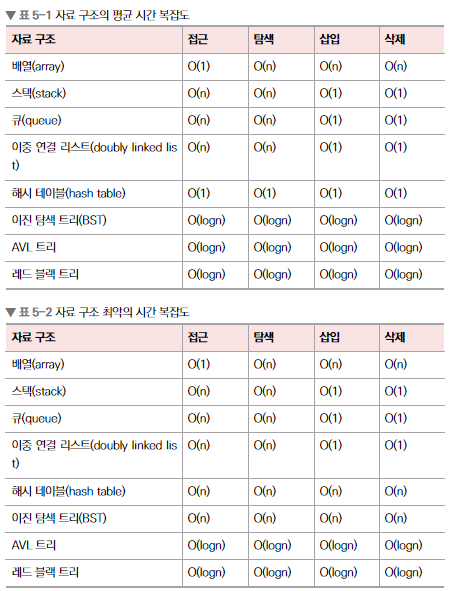 ▼ 표 5-1 자료 구조의 평균 시간 복잡도
자료 구조 접근 탐색 삽입 삭제
배열(array) O(1) O(n) O(n) O(n)
스택(stack) O(n) O(n) O(1) O(1)
큐(queue) O(n) O(n) O(1) O(1)
이중 연결 리스트(doubly linked lis O(n) O(n) O(1) O(1)
t)
해시 테이블(hash table) O(1) O(1) O(1) O(1)
이진 탐색 트리(BST) O(logn) O(logn) O(logn) O(logn)
AVL 트리 O(logn) O(logn) O(logn) O(logn)
레드 블랙 트리 O(logn) O(logn) O(logn) O(logn)
▼ 표 5-2 자료 구조 최악의 시간 복잡도
자료 구조 접근 탐색 삽입 삭제
배열(array) O(1) O(n) O(n) O(n)
스택(stack) O(n) O(n) O(1) O(1)
큐(queue) O(n) O(n) O(1) O(1)
이중 연결 리스트(doubly linked lis O(n) O(n) O(1) O(1)
t)
해시 테이블(hash table) O(n) O(n) O(n) O(n)
이진 탐색 트리(BST) O(n) O(n) O(n) O(n)
AVL 트리 O(logn) O(logn) O(logn) O(logn)
레드 블랙 트리 O(logn) O(logn) O(logn) O(logn)